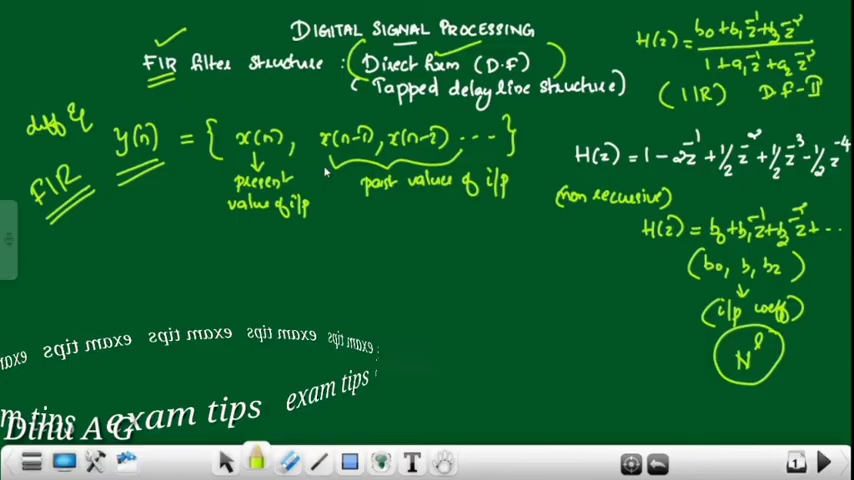 DIGITAL SIGNAL PROCESSING
FIR filter structure : Direct form (D.F)
(Tapped delay line structure)
diff eq
y(n) = { x(n), x(n-1), x(n-2) ... }
FIR
present
value of i/p
past values of i/p
H(z) = b0+b1z^-1+b2z^-2 / 1+a1z^-1+a2z^-2
(IIR) DF-II
H(z) = 1 - 2z^-1 + 1/2 z^-2 + 1/2 z^-3 - 1/2 z^-4
(non recursive)
H(z) = b0+b1z^-1+b2z^-2+ ..
(b0, b1, b2)
(i/p coeff)
exam tips exam tips exam tips exam tips exam tips
exam tips exam tips exam tips
Dinu A G
T
1